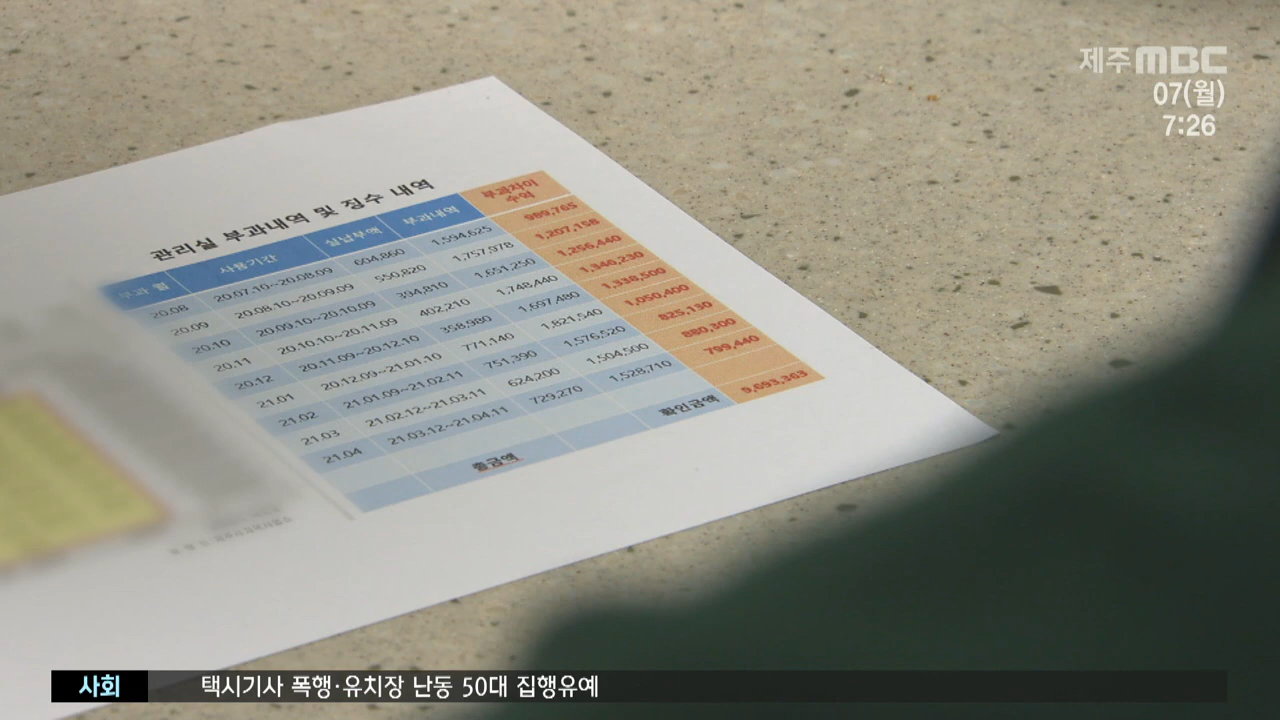 제주MBC
07(월)
7:26
관리실 부과내역 및 징수 내역
부과 월 사용기간 실납부액 부과내역 부과차이
수익
20.08 20.07.10~20.08.09 604,860 1,594,625 989,765
20.09 20.08.10~20.09.09 550,820 1,757,978 1,207,158
20.10 20.09.10~20.10.09 394,810 1,651,250 1,256,440
20.11 20.10.10~20.11.09 402,210 1,748,440 1,346,230
20.12 20.11.09~20.12.10 358,980 1,697,480 1,338,500
21.01 20.12.09~21.01.10 771,140 1,821,540 1,050,400
21.02 21.01.09~21.02.11 751,390 1,576,520 825,130
21.03 21.02.12~21.03.11 624,200 1,504,500 880,300
21.04 21.03.12~21.04.11 729,270 1,528,710 799,440
출금액 확인금액 9,693,363
사회 택시기사 폭행·유치장 난동 50대 집행유예